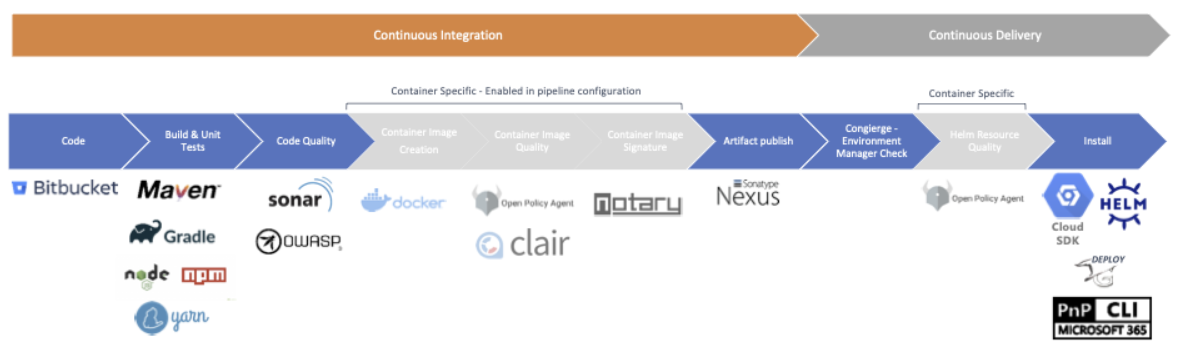 Continuous Integration
Continuous Delivery
Container Specific - Enabled in pipeline configuration
Container Specific
Code
Build & Unit
Tests
Code Quality
Container Image
Creation
Container Image
Quality
Container Image
Signature
Artifact publish
Congierge -
Environment
Manager Check
Helm Resource
Quality
Install
Bitbucket
Maven
Gradle
node
npm
yarn
sonar
OWASP
docker
Open Policy Agent
clair
notary
Sonatype
Nexus
Open Policy Agent
Cloud
SDK
HELM
DEPLOY
PnP CLI
MICROSOFT 365